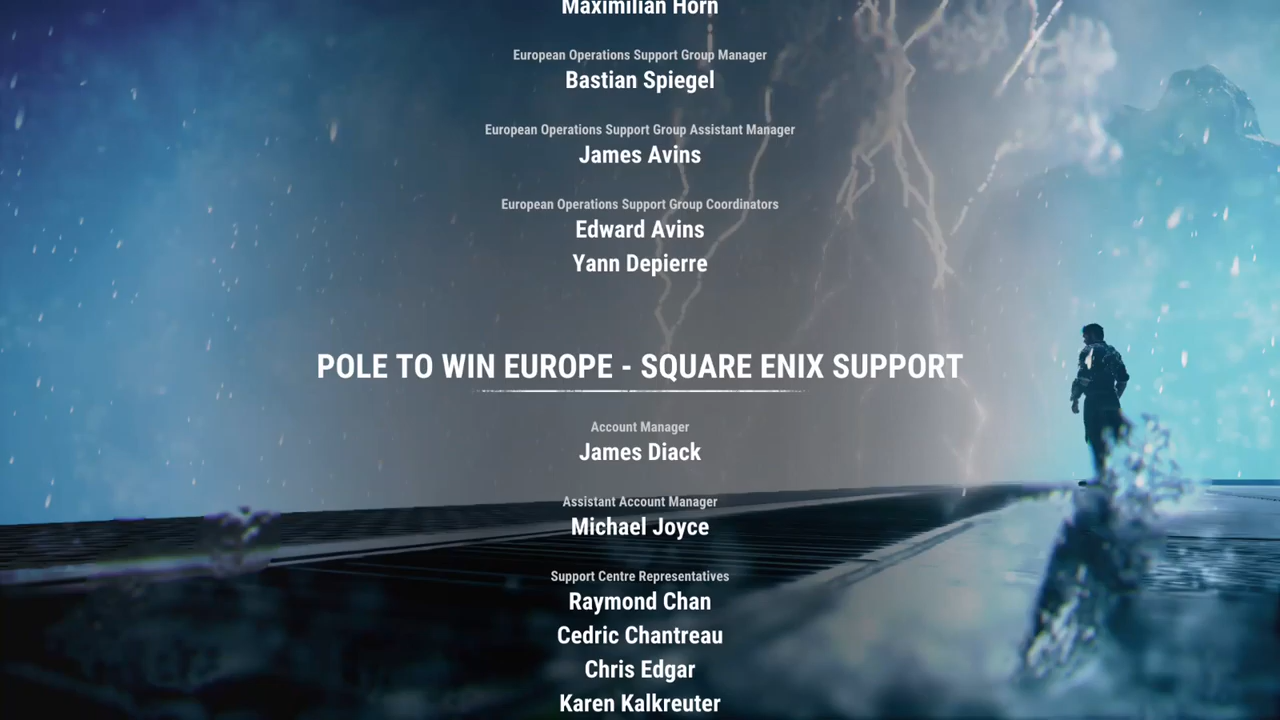 Maximilian Horn
European Operations Support Group Manager
Bastian Spiegel
European Operations Support Group Assistant Manager
James Avins
European Operations Support Group Coordinators
Edward Avins
Yann Depierre
POLE TO WIN EUROPE - SQUARE ENIX SUPPORT
Account Manager
James Diack
Assistant Account Manager
Michael Joyce
Support Centre Representatives
Raymond Chan
Cedric Chantreau
Chris Edgar
Karen Kalkreuter